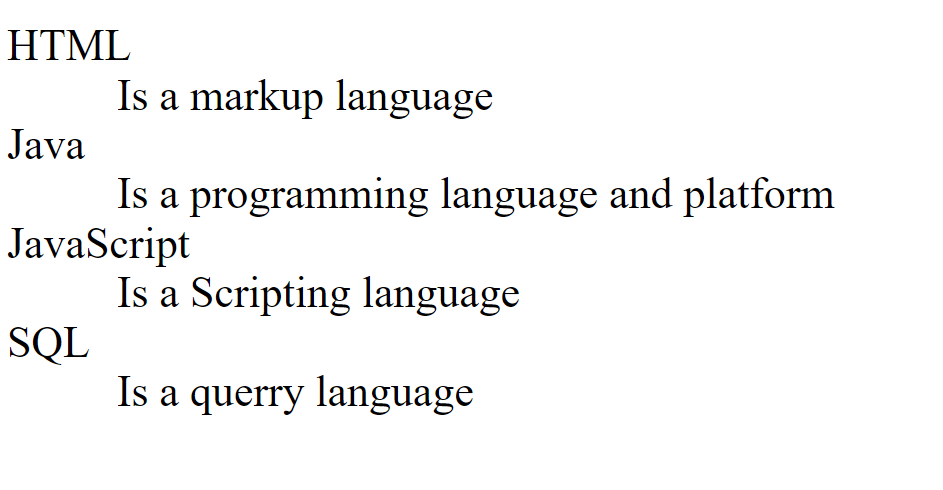 HTML
Is a markup language
Java
Is a programming language and platform
JavaScript
Is a Scripting language
SQL
Is a querry language